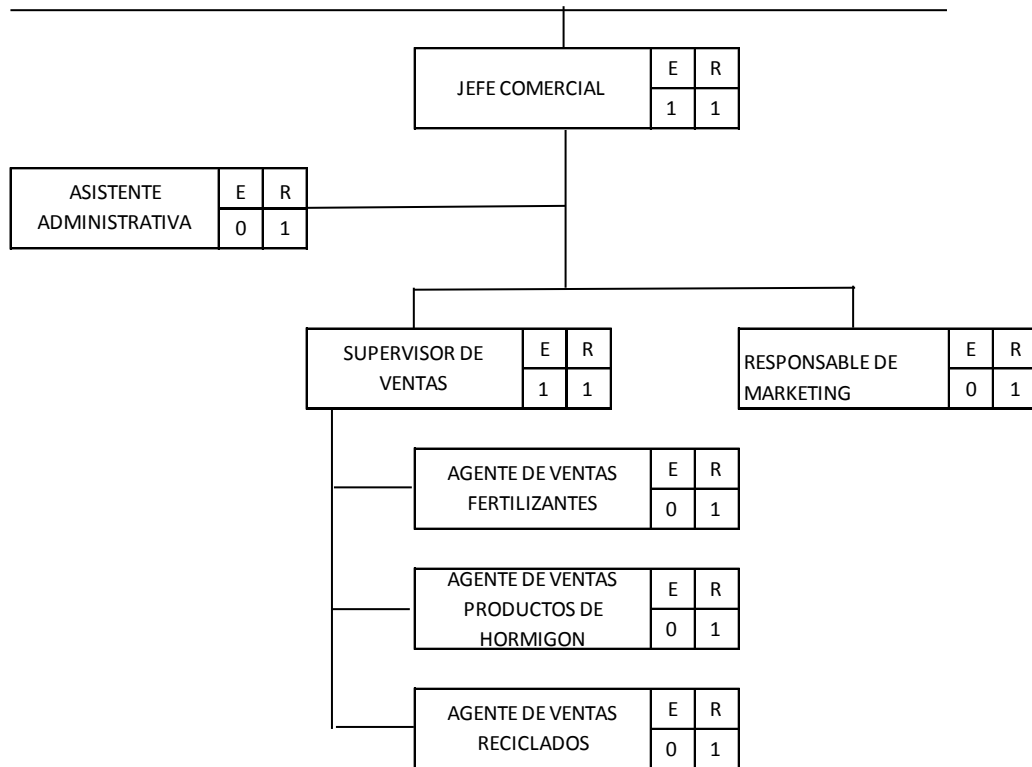 JEFE COMERCIAL
E R
1 1
ASISTENTE
ADMINISTRATIVA
E R
0 1
SUPERVISOR DE
VENTAS
E R
1 1
RESPONSABLE DE
MARKETING
E R
0 1
AGENTE DE VENTAS
FERTILIZANTES
E R
0 1
AGENTE DE VENTAS
PRODUCTOS DE
HORMIGON
E R
0 1
AGENTE DE VENTAS
RECICLADOS
E R
0 1